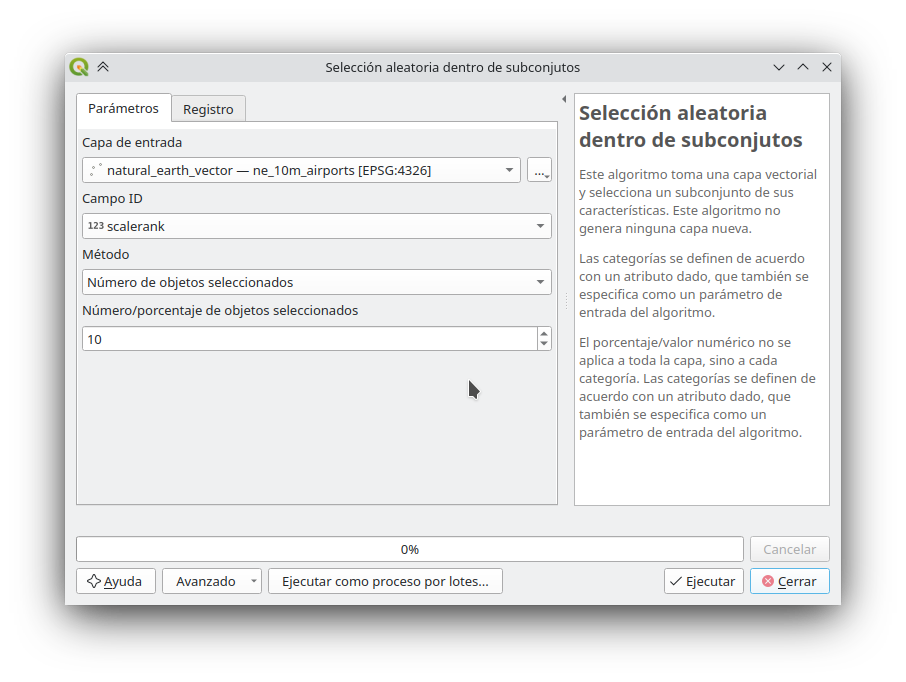 Selección aleatoria dentro de subconjutos
Parámetros
Registro
Capa de entrada
natural_earth_vector — ne_10m_airports [EPSG:4326]
...
Campo ID
123 scalerank
Método
Número de objetos seleccionados
Número/porcentaje de objetos seleccionados
10
Selección aleatoria
dentro de subconjutos
Este algoritmo toma una capa vectorial
y selecciona un subconjunto de sus
características. Este algoritmo no
genera ninguna capa nueva.
Las categorías se definen de acuerdo
con un atributo dado, que también se
especifica como un parámetro de
entrada del algoritmo.
El porcentaje/valor numérico no se
aplica a toda la capa, sino a cada
categoría. Las categorías se definen de
acuerdo con un atributo dado, que
también se especifica como un
parámetro de entrada del algoritmo.
0%
Cancelar
Ayuda
Avanzado
Ejecutar como proceso por lotes...
Ejecutar
Cerrar